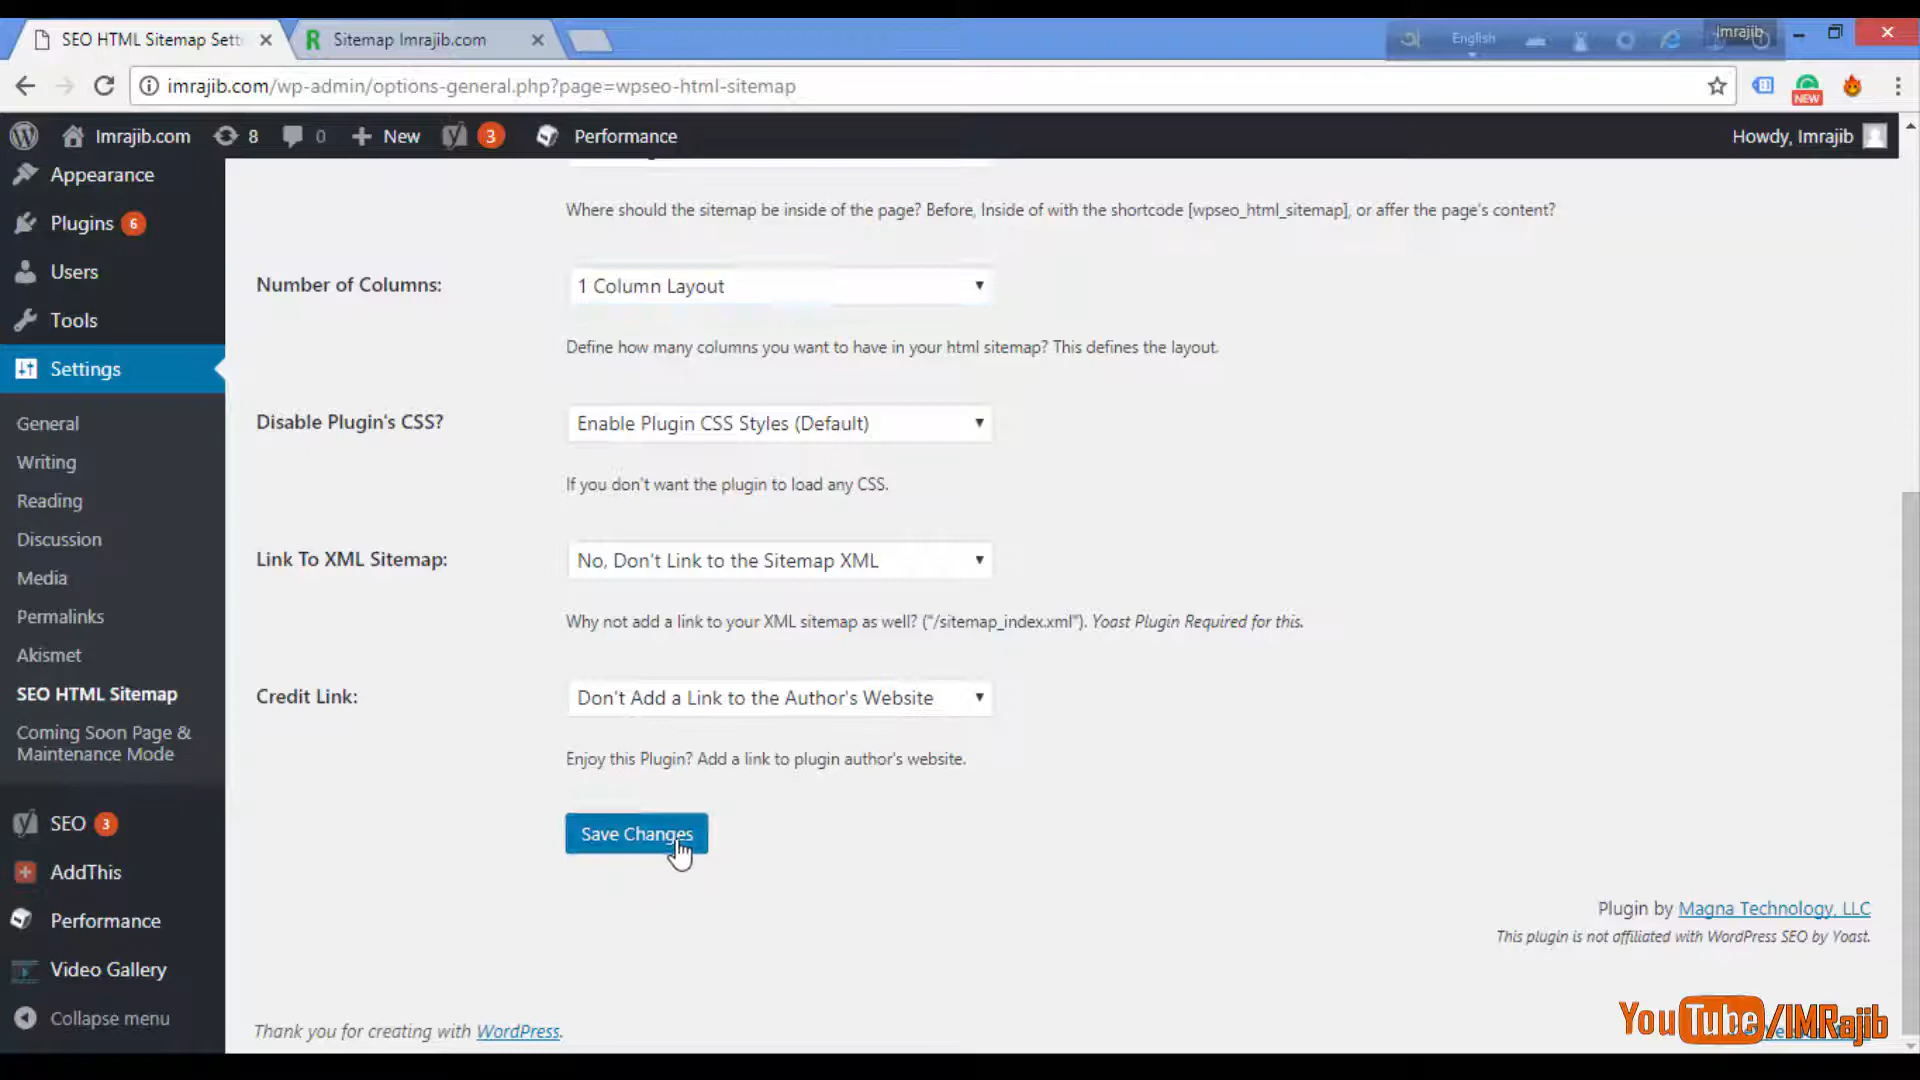 SEO HTML Sitemap Sett
Sitemap Imrajib.com
English
Imrajib
imrajib.com/wp-admin/options-general.php?page=wpseo-html-sitemap
NEW
Imrajib.com 8 0 New 3 Performance
Howdy, Imrajib
Appearance
Plugins 6
Users
Tools
Settings
General
Writing
Reading
Discussion
Media
Permalinks
Akismet
SEO HTML Sitemap
Coming Soon Page &
Maintenance Mode
SEO 3
AddThis
Performance
Video Gallery
Collapse menu
Where should the sitemap be inside of the page? Before, Inside of with the shortcode [wpseo_html_sitemap], or affer the page's content?
Number of Columns:
1 Column Layout
Define how many columns you want to have in your html sitemap? This defines the layout.
Disable Plugin's CSS?
Enable Plugin CSS Styles (Default)
If you don't want the plugin to load any CSS.
Link To XML Sitemap:
No, Don't Link to the Sitemap XML
Why not add a link to your XML sitemap as well? ("/sitemap_index.xml"). Yoast Plugin Required for this.
Credit Link:
Don't Add a Link to the Author's Website
Enjoy this Plugin? Add a link to plugin author's website.
Save Changes
Plugin by Magna Technology, LLC
This plugin is not affiliated with WordPress SEO by Yoast.
Thank you for creating with WordPress.
YouTube/IMRajib